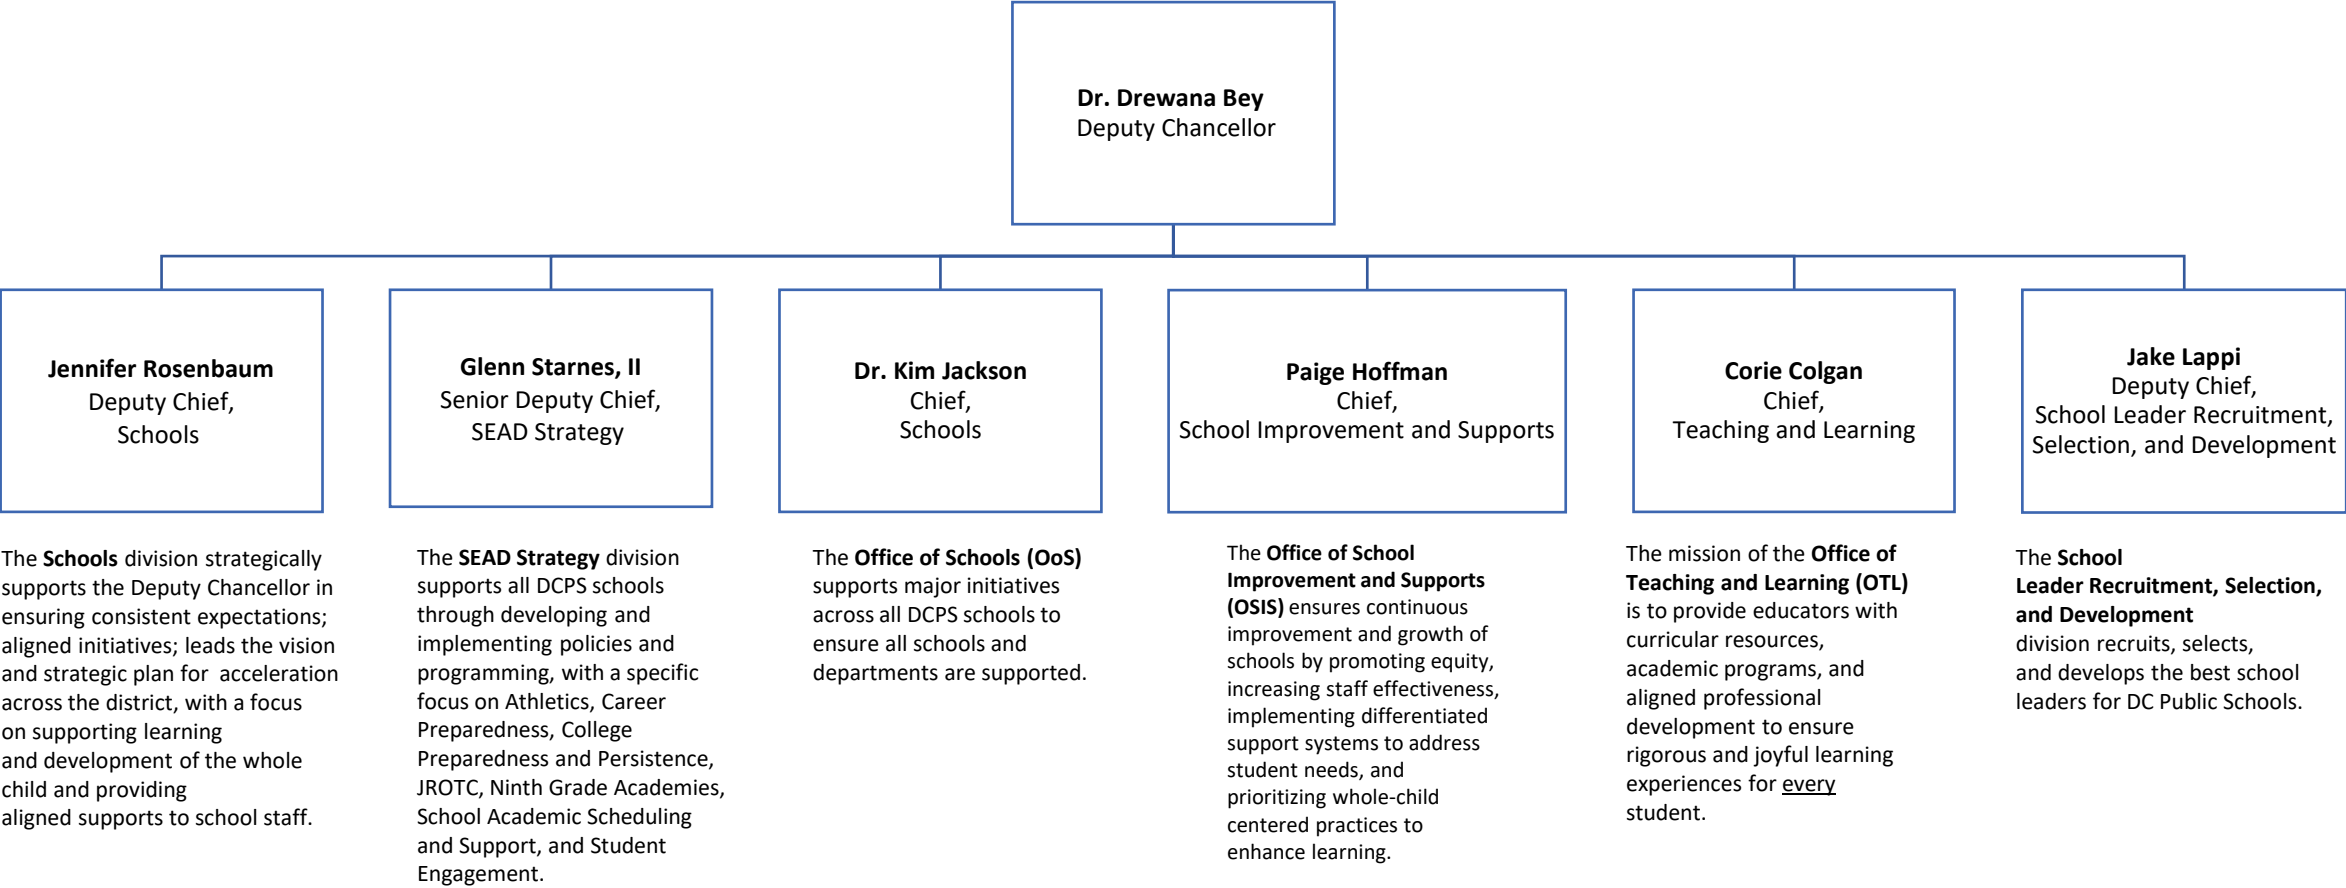 Dr. Drewana Bey
Deputy Chancellor
Jennifer Rosenbaum
Deputy Chief,
Schools
Glenn Starnes, II
Senior Deputy Chief,
SEAD Strategy
Dr. Kim Jackson
Chief,
Schools
Paige Hoffman
Chief,
School Improvement and Supports
Corie Colgan
Chief,
Teaching and Learning
Jake Lappi
Deputy Chief,
School Leader Recruitment,
Selection, and Development
The Schools division strategically
supports the Deputy Chancellor in
ensuring consistent expectations;
aligned initiatives; leads the vision
and strategic plan for acceleration
across the district, with a focus
on supporting learning
and development of the whole
child and providing
aligned supports to school staff.
The SEAD Strategy division
supports all DCPS schools
through developing and
implementing policies and
programming, with a specific
focus on Athletics, Career
Preparedness, College
Preparedness and Persistence,
JROTC, Ninth Grade Academies,
School Academic Scheduling
and Support, and Student
Engagement.
The Office of Schools (OoS)
supports major initiatives
across all DCPS schools to
ensure all schools and
departments are supported.
The Office of School
Improvement and Supports
(OSIS) ensures continuous
improvement and growth of
schools by promoting equity,
increasing staff effectiveness,
implementing differentiated
support systems to address
student needs, and
prioritizing whole-child
centered practices to
enhance learning.
The mission of the Office of
Teaching and Learning (OTL)
is to provide educators with
curricular resources,
academic programs, and
aligned professional
development to ensure
rigorous and joyful learning
experiences for every
student.
The School
Leader Recruitment, Selection,
and Development
division recruits, selects,
and develops the best school
leaders for DC Public Schools.